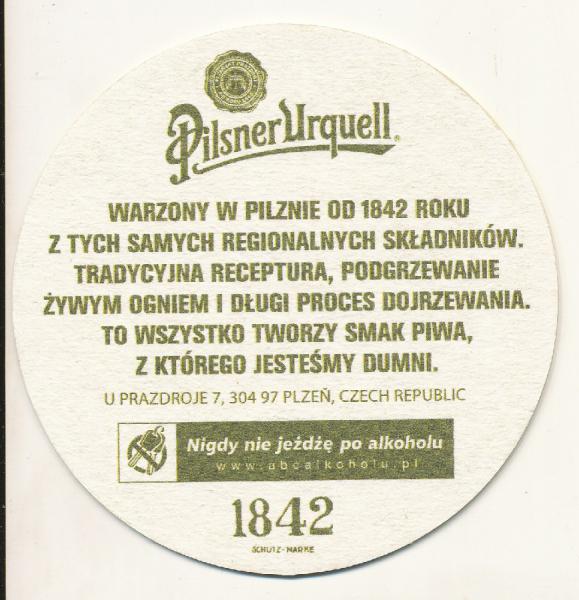 Pilsner Urquell®
WARZONY W PILZNIE OD 1842 ROKU
Z TYCH SAMYCH REGIONALNYCH SKŁADNIKÓW.
TRADYCYJNA RECEPTURA, PODGRZEWANIE
ŻYWYM OGNIEM I DŁUGI PROCES DOJRZEWANIA.
TO WSZYSTKO TWORZY SMAK PIWA,
Z KTÓREGO JESTEŚMY DUMNI.
U PRAZDROJE 7, 304 97 PLZEŇ, CZECH REPUBLIC
Nigdy nie jeżdżę po alkoholu
www.abcalkoholu.pl
1842
SCHUTZ-MARKE